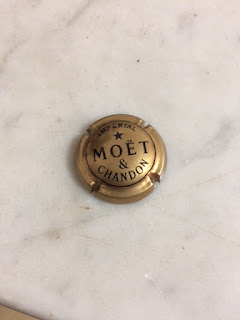 IMPERIAL
MOËT
&
CHANDON